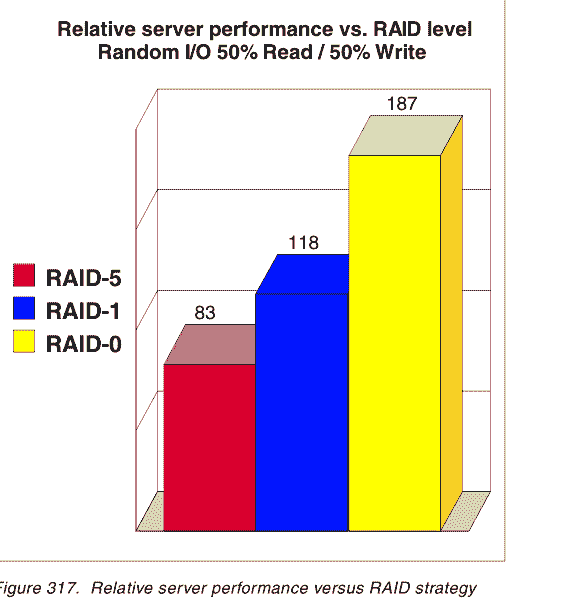 Relative server performance vs. RAID level
Random I/O 50% Read / 50% Write
187
118
83
RAID-5
RAID-1
RAID-0
Figure 317. Relative server performance versus RAID strategy